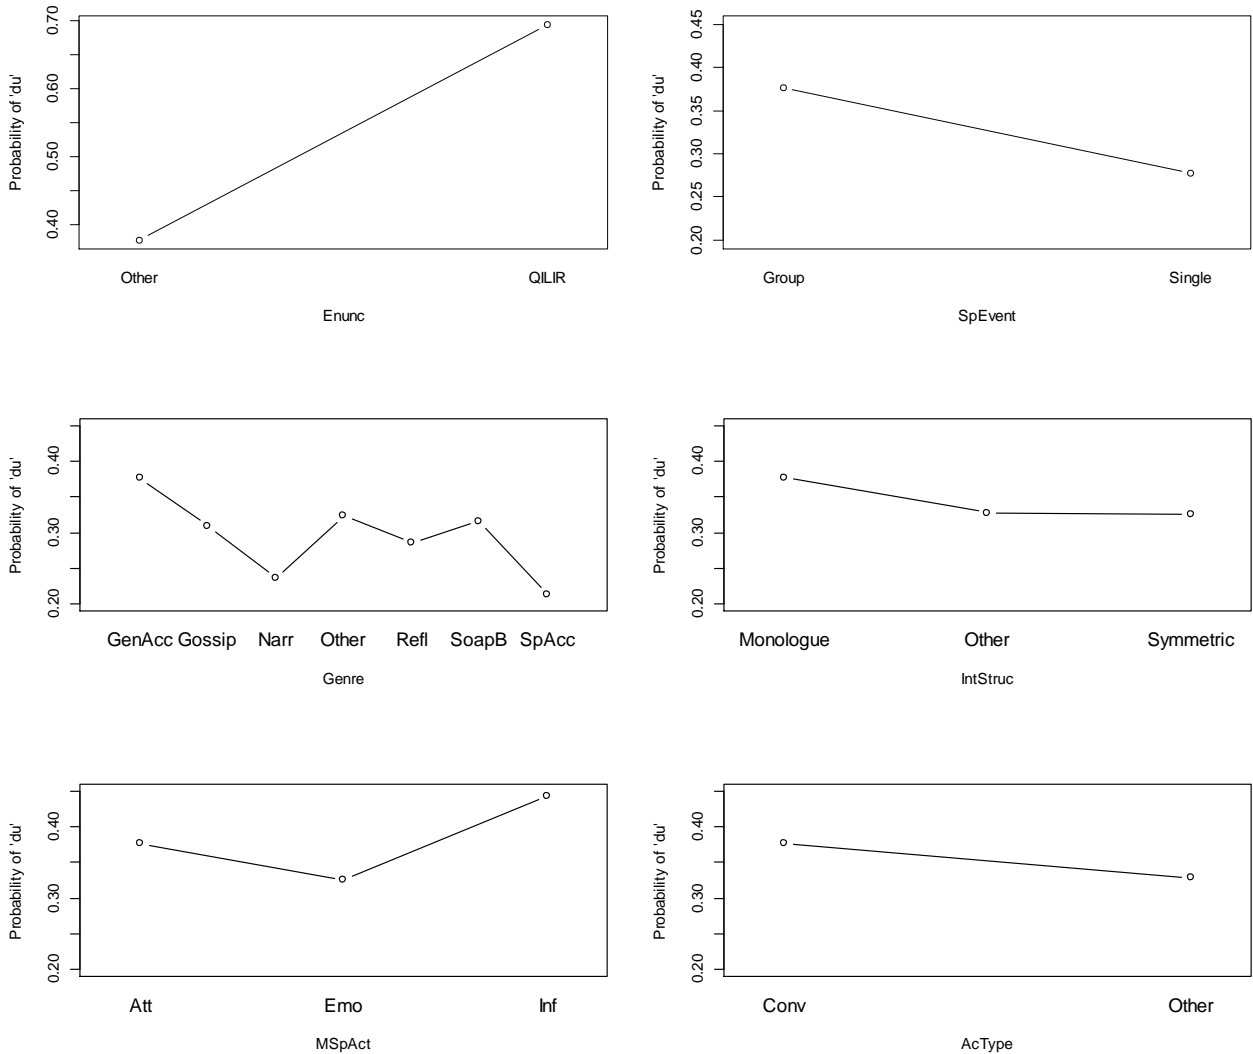 Probability of 'du'
0.70
0.60
0.50
0.40
Other QILIR
Enunc
Probability of 'du'
0.45
0.40
0.35
0.30
0.25
0.20
Group Single
SpEvent
Probability of 'du'
0.40
0.30
0.20
GenAcc Gossip Narr Other Refl SoapB SpAcc
Genre
Probability of 'du'
0.40
0.30
0.20
Monologue Other Symmetric
IntStruc
Probability of 'du'
0.40
0.30
0.20
Att Emo Inf
MSpAct
Probability of 'du'
0.40
0.30
0.20
Conv Other
AcType